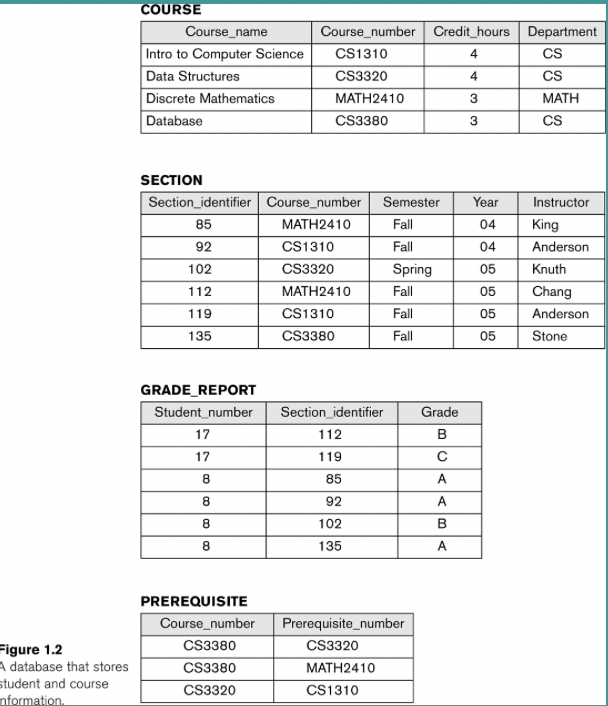 COURSE
Course_name Course_number Credit_hours Department
Intro to Computer Science CS1310 4 CS
Data Structures CS3320 4 CS
Discrete Mathematics MATH2410 3 MATH
Database CS3380 3 CS
SECTION
Section_identifier Course_number Semester Year Instructor
85 MATH2410 Fall 04 King
92 CS1310 Fall 04 Anderson
102 CS3320 Spring 05 Knuth
112 MATH2410 Fall 05 Chang
119 CS1310 Fall 05 Anderson
135 CS3380 Fall 05 Stone
GRADE_REPORT
Student_number Section_identifier Grade
17 112 B
17 119 C
8 85 A
8 92 A
8 102 B
8 135 A
PREREQUISITE
Course_number Prerequisite_number
CS3380 CS3320
CS3380 MATH2410
CS3320 CS1310
Figure 1.2
A database that stores
student and course
information.